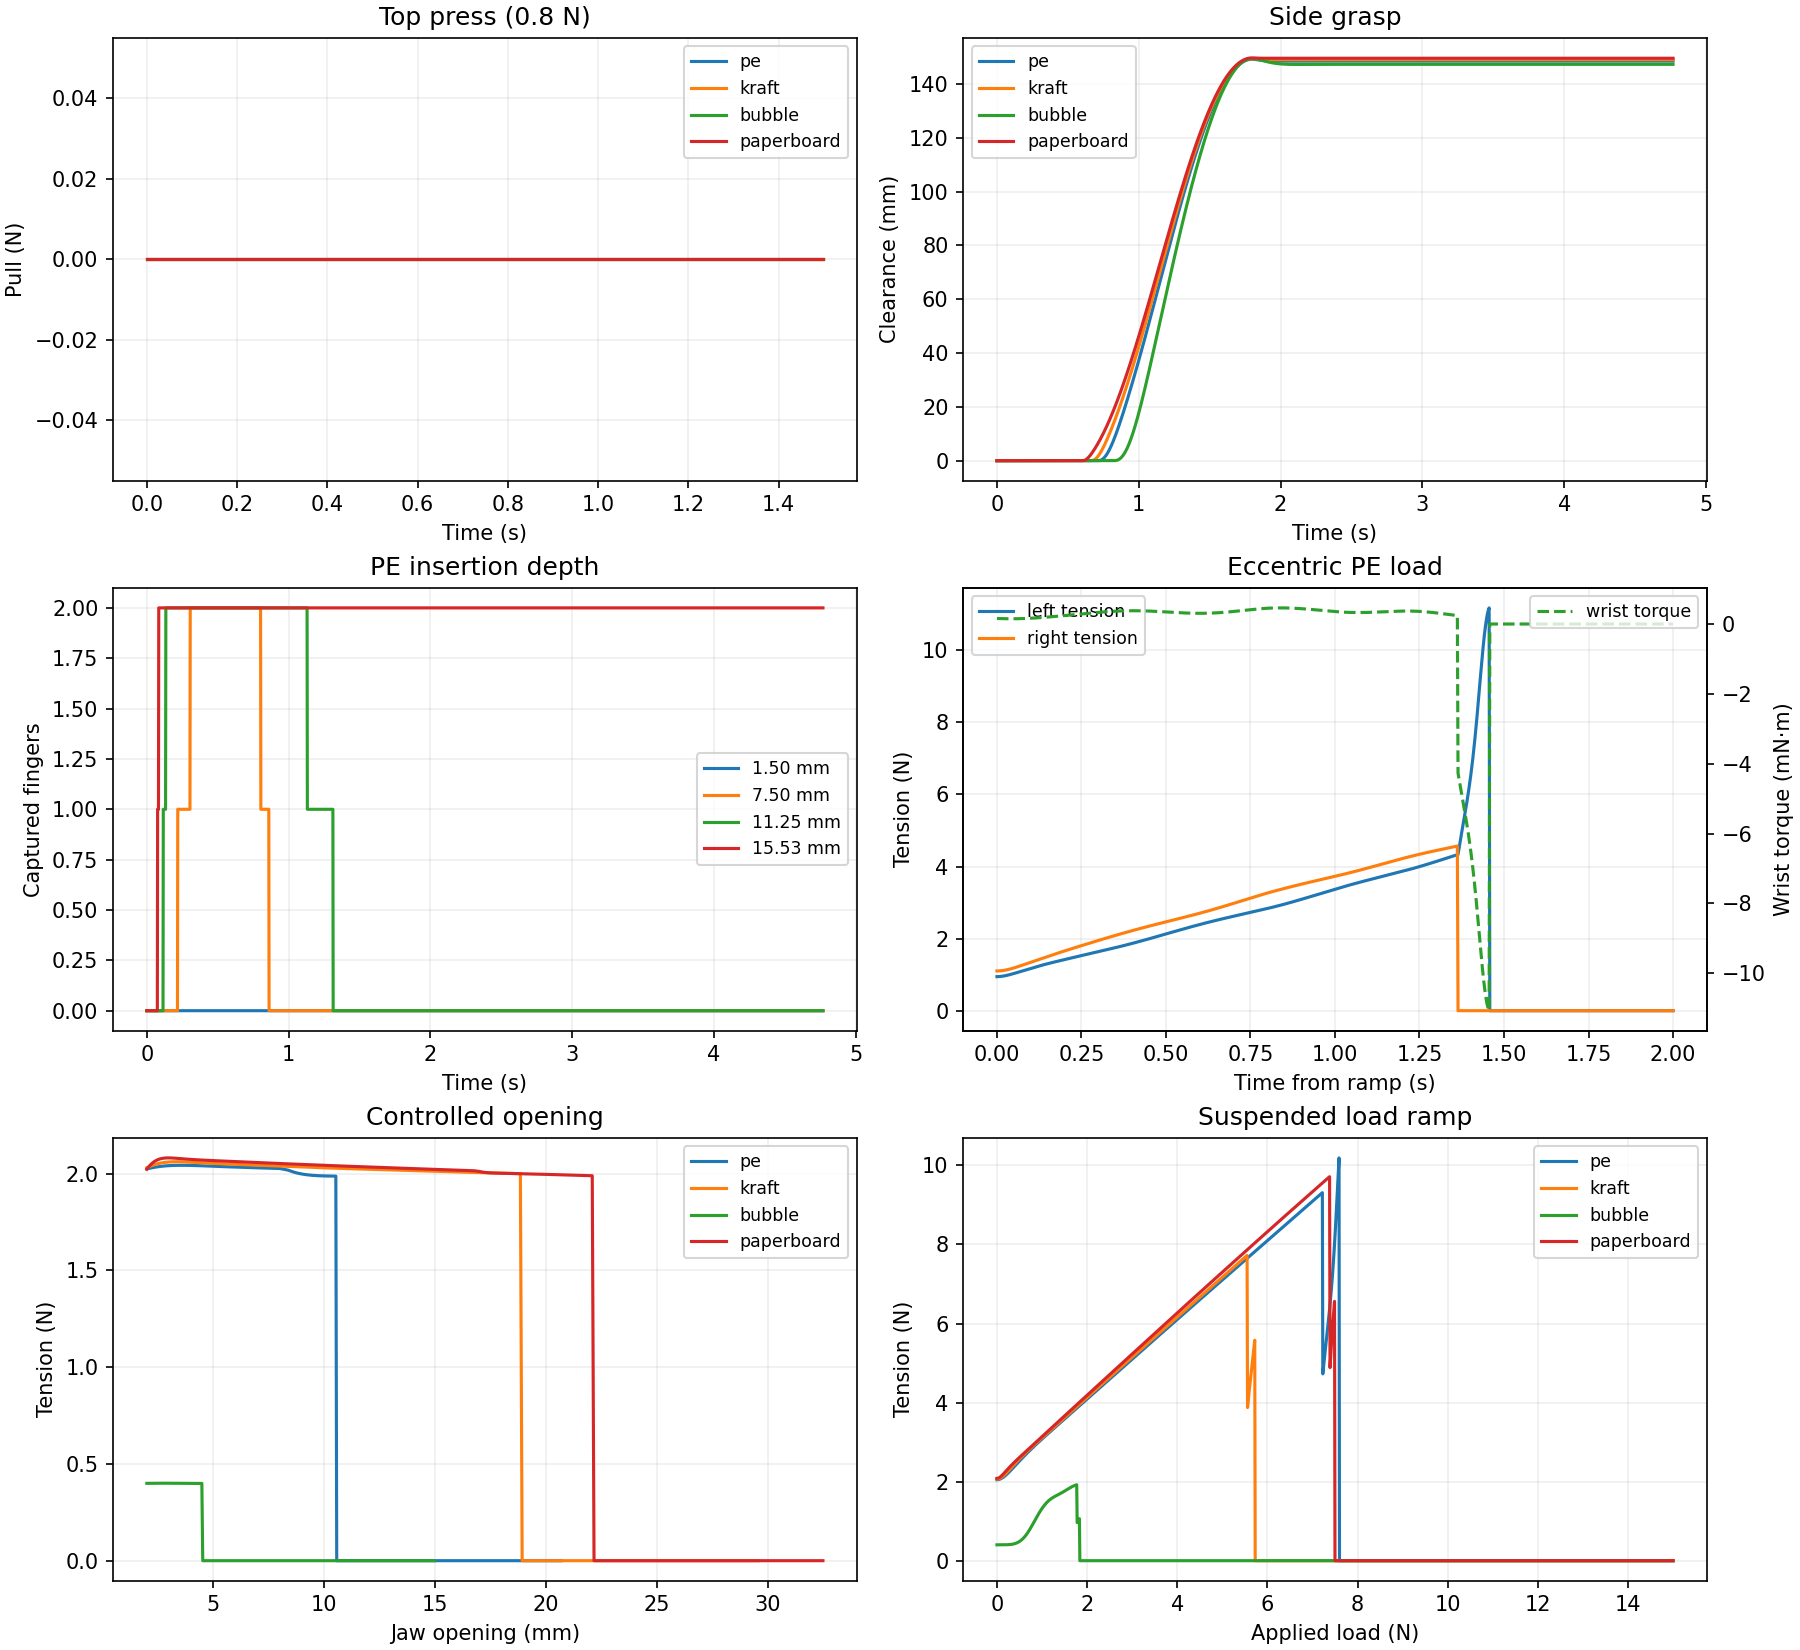 Top press (0.8 N)
Pull (N)
0.04
0.02
0.00
−0.02
−0.04
pe
kraft
bubble
paperboard
0.0 0.2 0.4 0.6 0.8 1.0 1.2 1.4
Time (s)
Side grasp
Clearance (mm)
140
120
100
80
60
40
20
0
pe
kraft
bubble
paperboard
0 1 2 3 4 5
Time (s)
PE insertion depth
Captured fingers
2.00
1.75
1.50
1.25
1.00
0.75
0.50
0.25
0.00
1.50 mm
7.50 mm
11.25 mm
15.53 mm
0 1 2 3 4 5
Time (s)
Eccentric PE load
Tension (N)
10
8
6
4
2
0
left tension
right tension
wrist torque
0
−2
−4
−6
−8
−10
Wrist torque (mN·m)
0.00 0.25 0.50 0.75 1.00 1.25 1.50 1.75 2.00
Time from ramp (s)
Controlled opening
Tension (N)
2.0
1.5
1.0
0.5
0.0
pe
kraft
bubble
paperboard
5 10 15 20 25 30
Jaw opening (mm)
Suspended load ramp
Tension (N)
10
8
6
4
2
0
pe
kraft
bubble
paperboard
0 2 4 6 8 10 12 14
Applied load (N)